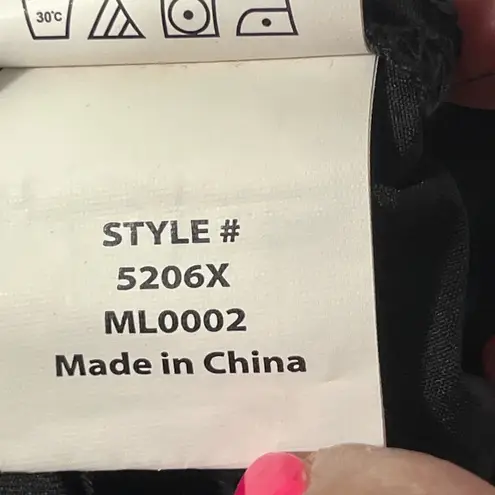 30°C
STYLE #
5206X
ML0002
Made in China